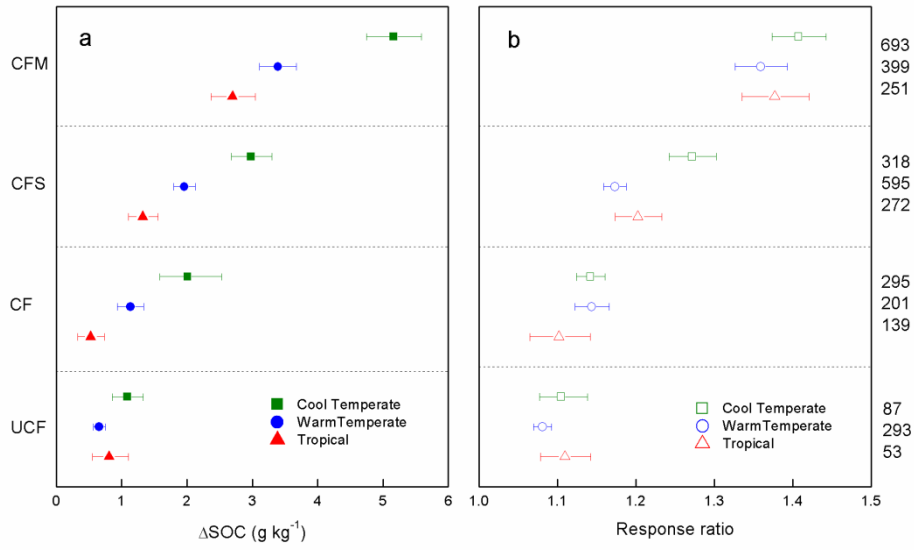 a
b
CFM
693
399
251
CFS
318
595
272
CF
295
201
139
UCF
Cool Temperate
WarmTemperate
Tropical
Cool Temperate
WarmTemperate
Tropical
87
293
53
0 1 2 3 4 5 6
1.0 1.1 1.2 1.3 1.4 1.5
ΔSOC (g kg⁻¹)
Response ratio